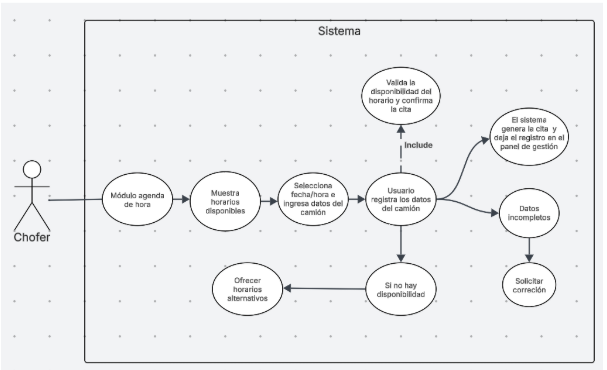 Sistema
Valida la
disponibilidad del
horario y confirma
la cita
Include
El sistema
genera la cita y
deja el registro en el
panel de gestión
Chofer
Módulo agenda
de hora
Muestra
horarios
disponibles
Selecciona
fecha/hora e
ingresa datos del
camión
Usuario
registra los datos
del camión
Datos
incompletos
Ofrecer
horarios
alternativos
Si no hay
disponibilidad
Solicitar
correción